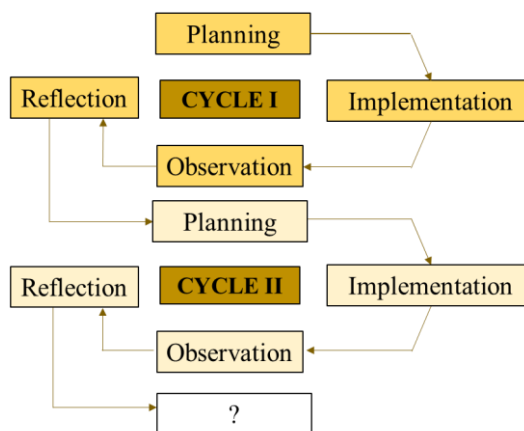 Planning
Reflection
CYCLE I
Implementation
Observation
Planning
Reflection
CYCLE II
Implementation
Observation
?